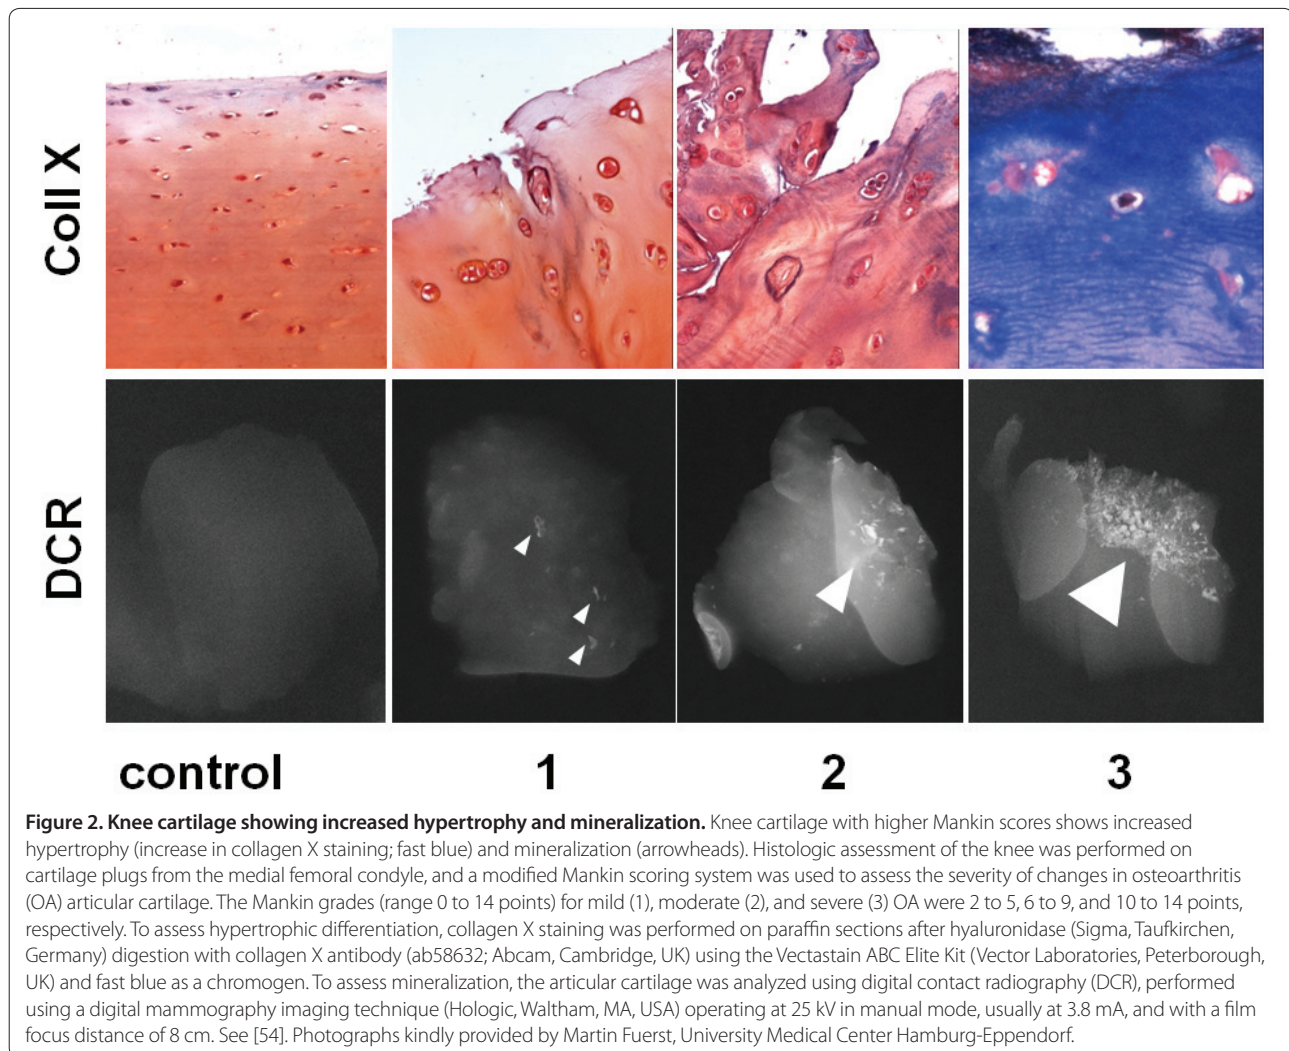 Coll X
DCR
control 1 2 3
Figure 2. Knee cartilage showing increased hypertrophy and mineralization. Knee cartilage with higher Mankin scores shows increased
hypertrophy (increase in collagen X staining; fast blue) and mineralization (arrowheads). Histologic assessment of the knee was performed on
cartilage plugs from the medial femoral condyle, and a modified Mankin scoring system was used to assess the severity of changes in osteoarthritis
(OA) articular cartilage. The Mankin grades (range 0 to 14 points) for mild (1), moderate (2), and severe (3) OA were 2 to 5, 6 to 9, and 10 to 14 points,
respectively. To assess hypertrophic differentiation, collagen X staining was performed on paraffin sections after hyaluronidase (Sigma, Taufkirchen,
Germany) digestion with collagen X antibody (ab58632; Abcam, Cambridge, UK) using the Vectastain ABC Elite Kit (Vector Laboratories, Peterborough,
UK) and fast blue as a chromogen. To assess mineralization, the articular cartilage was analyzed using digital contact radiography (DCR), performed
using a digital mammography imaging technique (Hologic, Waltham, MA, USA) operating at 25 kV in manual mode, usually at 3.8 mA, and with a film
focus distance of 8 cm. See [54]. Photographs kindly provided by Martin Fuerst, University Medical Center Hamburg-Eppendorf.